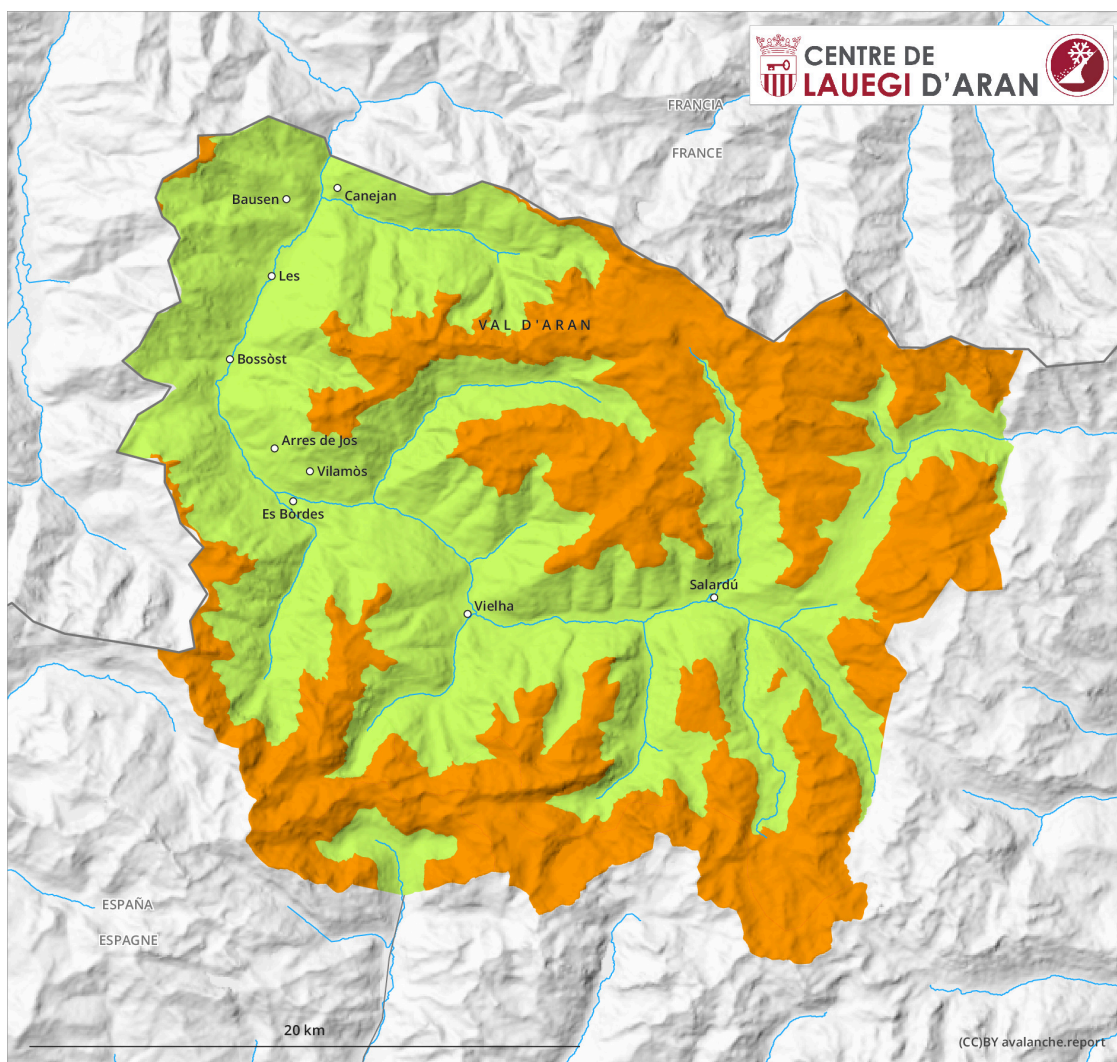 CENTRE DE
LAUEGI D'ARAN
FRANCIA
FRANCE
Bausen
Canejan
Les
VAL D'ARAN
Bossòst
Arres de Jos
Vilamòs
Es Bòrdes
Salardú
Vielha
ESPAÑA
ESPAGNE
20 km
(CC)BY avalanche.report